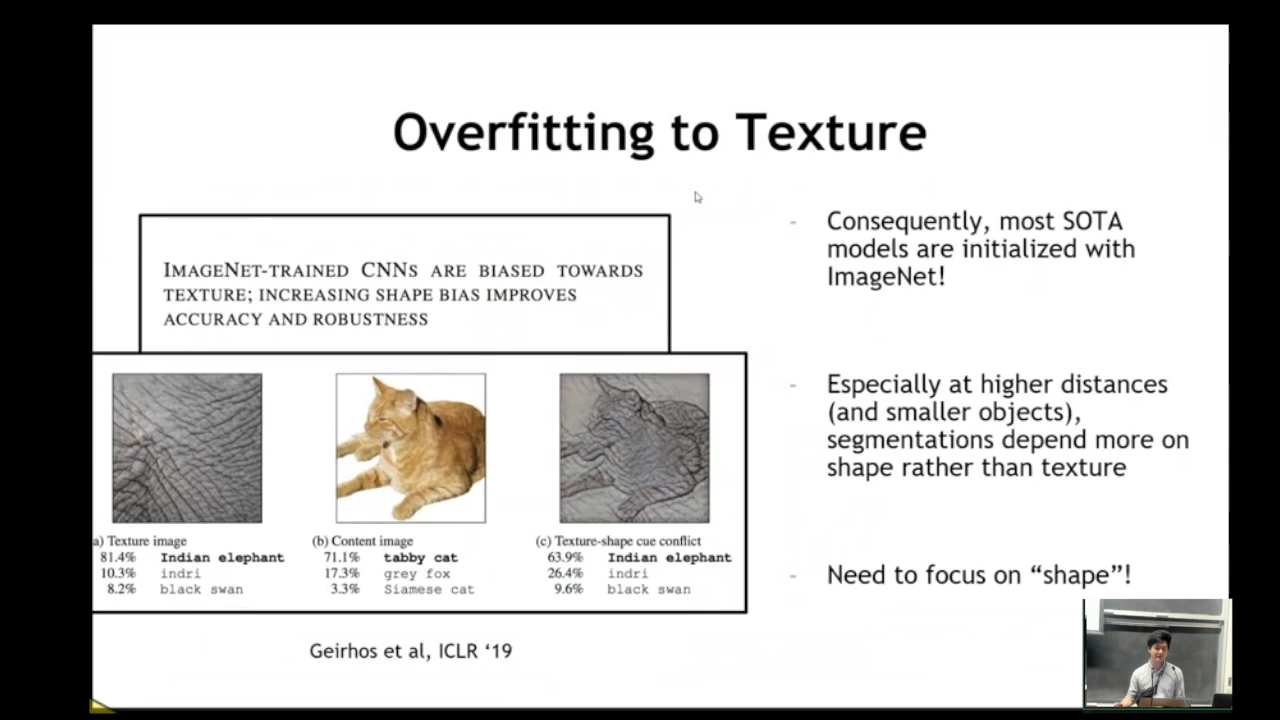 Overfitting to Texture
IMAGENET-TRAINED CNNS ARE BIASED TOWARDS
TEXTURE; INCREASING SHAPE BIAS IMPROVES
ACCURACY AND ROBUSTNESS
a) Texture image
81.4% Indian elephant
10.3% indri
8.2% black swan
(b) Content image
71.1% tabby cat
17.3% grey fox
3.3% Siamese cat
(c) Texture-shape cue conflict
63.9% Indian elephant
26.4% indri
9.6% black swan
Geirhos et al, ICLR ‘19
- Consequently, most SOTA
models are initialized with
ImageNet!
- Especially at higher distances
(and smaller objects),
segmentations depend more on
shape rather than texture
- Need to focus on “shape”!